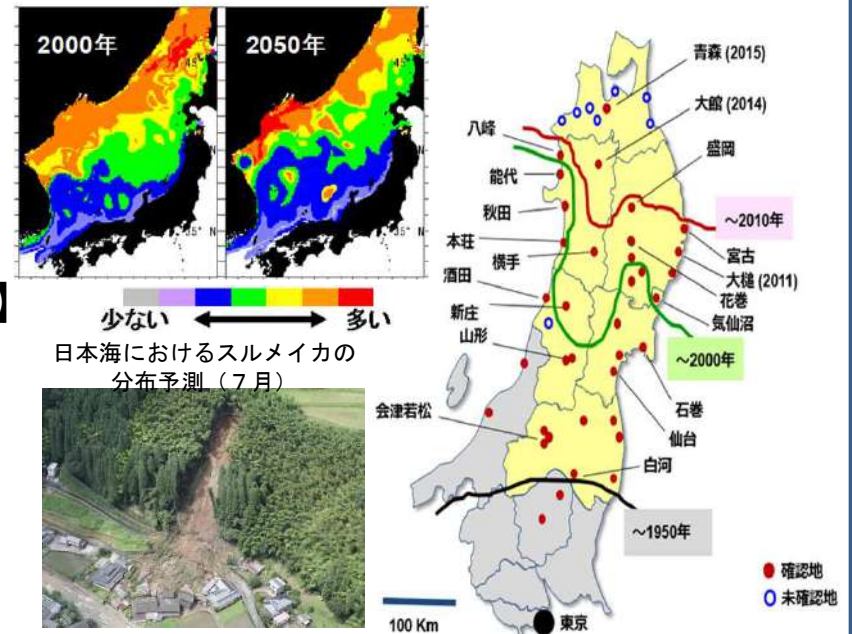 2000年
2050年
45°
45°
35°
35°
少ない
多い
日本海におけるスルメイカの
分布予測（７月）
青森 (2015)
大館 (2014)
八峰
盛岡
能代
秋田
～2010年
本荘
横手
宮古
大槌 (2011)
酒田
花巻
新庄
気仙沼
山形
～2000年
会津若松
石巻
仙台
白河
～1950年
確認地
未確認地
100 Km
東京